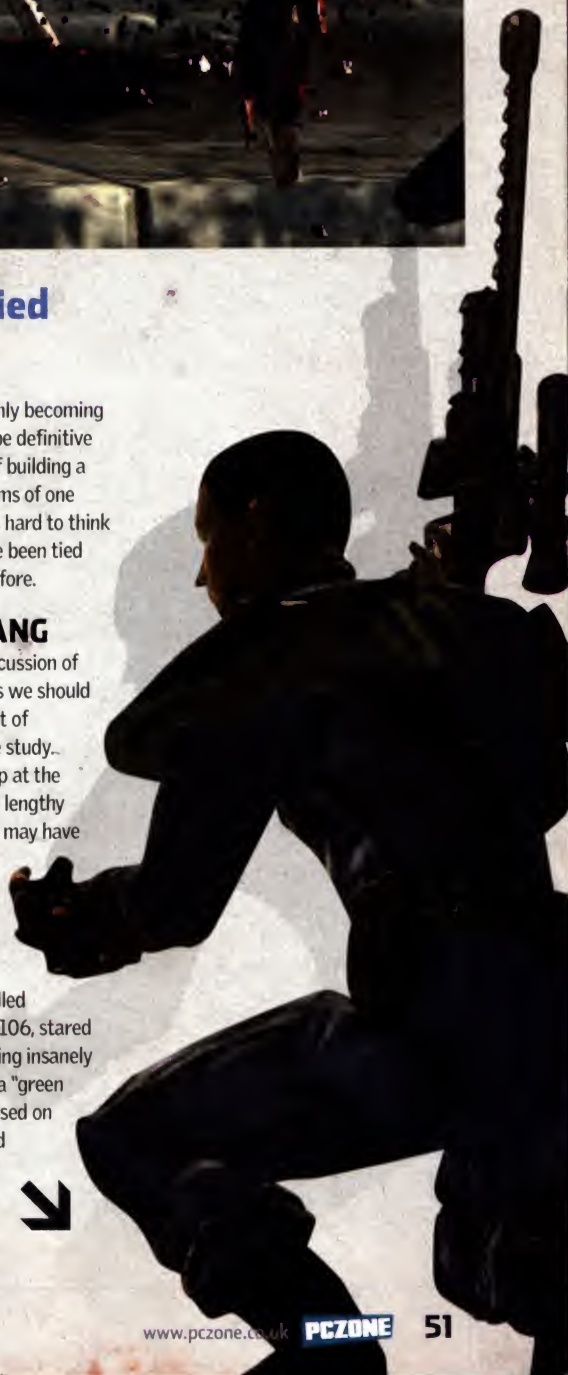 ied
nly becoming
be definitive
f building a
ms of one
hard to think
e been tied
fore.
ANG
cussion of
s we should
t of
e study.
p at the
lengthy
may have
lled
106, stared
ing insanely
a "green
sed on
d
www.pczone.co.uk PCZONE 51